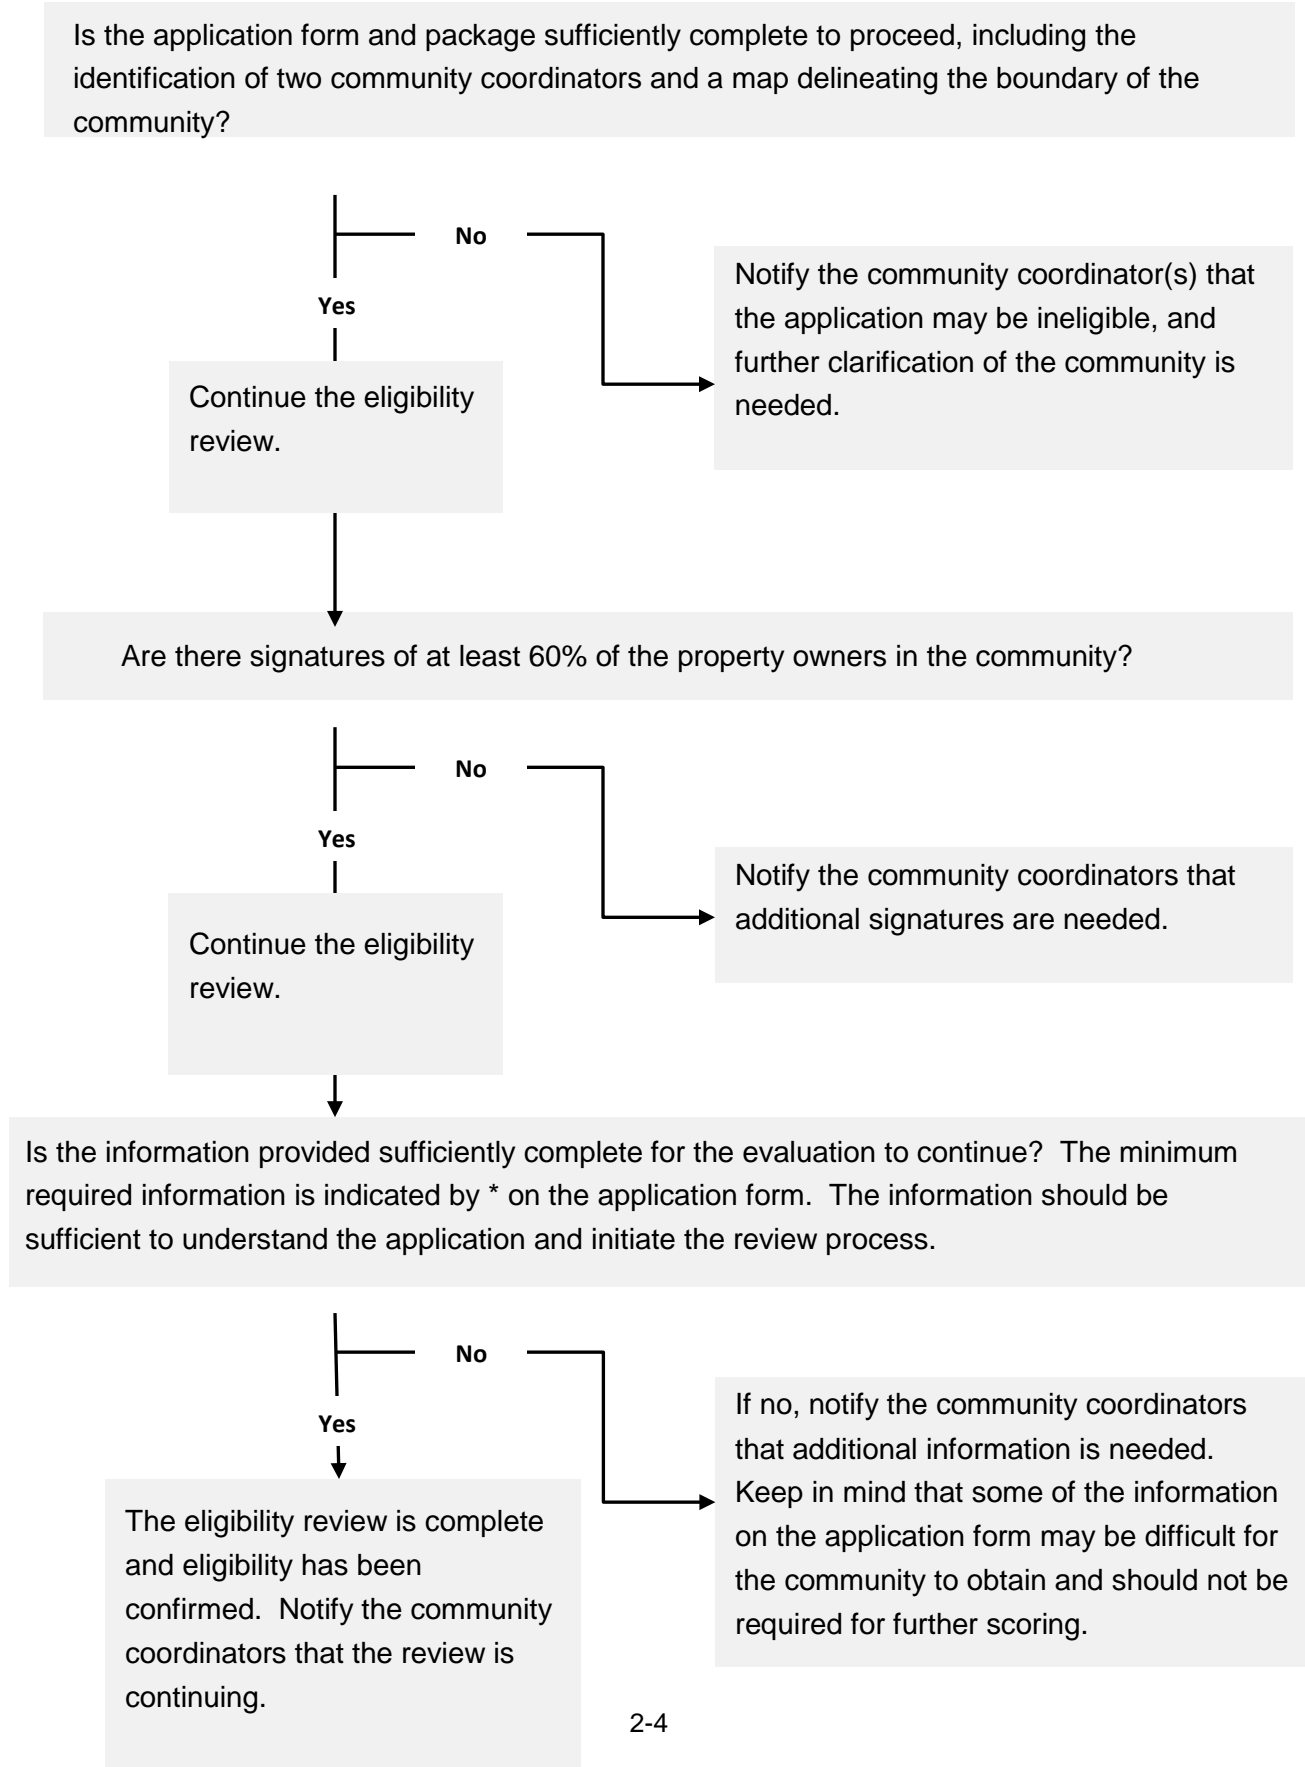 Is the application form and package sufficiently complete to proceed, including the
identification of two community coordinators and a map delineating the boundary of the
community?
No
Notify the community coordinator(s) that
the application may be ineligible, and
further clarification of the community is
needed.
Yes
Continue the eligibility
review.
Are there signatures of at least 60% of the property owners in the community?
No
Notify the community coordinators that
additional signatures are needed.
Yes
Continue the eligibility
review.
Is the information provided sufficiently complete for the evaluation to continue?  The minimum
required information is indicated by * on the application form.  The information should be
sufficient to understand the application and initiate the review process.
No
If no, notify the community coordinators
that additional information is needed.
Keep in mind that some of the information
on the application form may be difficult for
the community to obtain and should not be
required for further scoring.
Yes
The eligibility review is complete
and eligibility has been
confirmed.  Notify the community
coordinators that the review is
continuing.
2-4